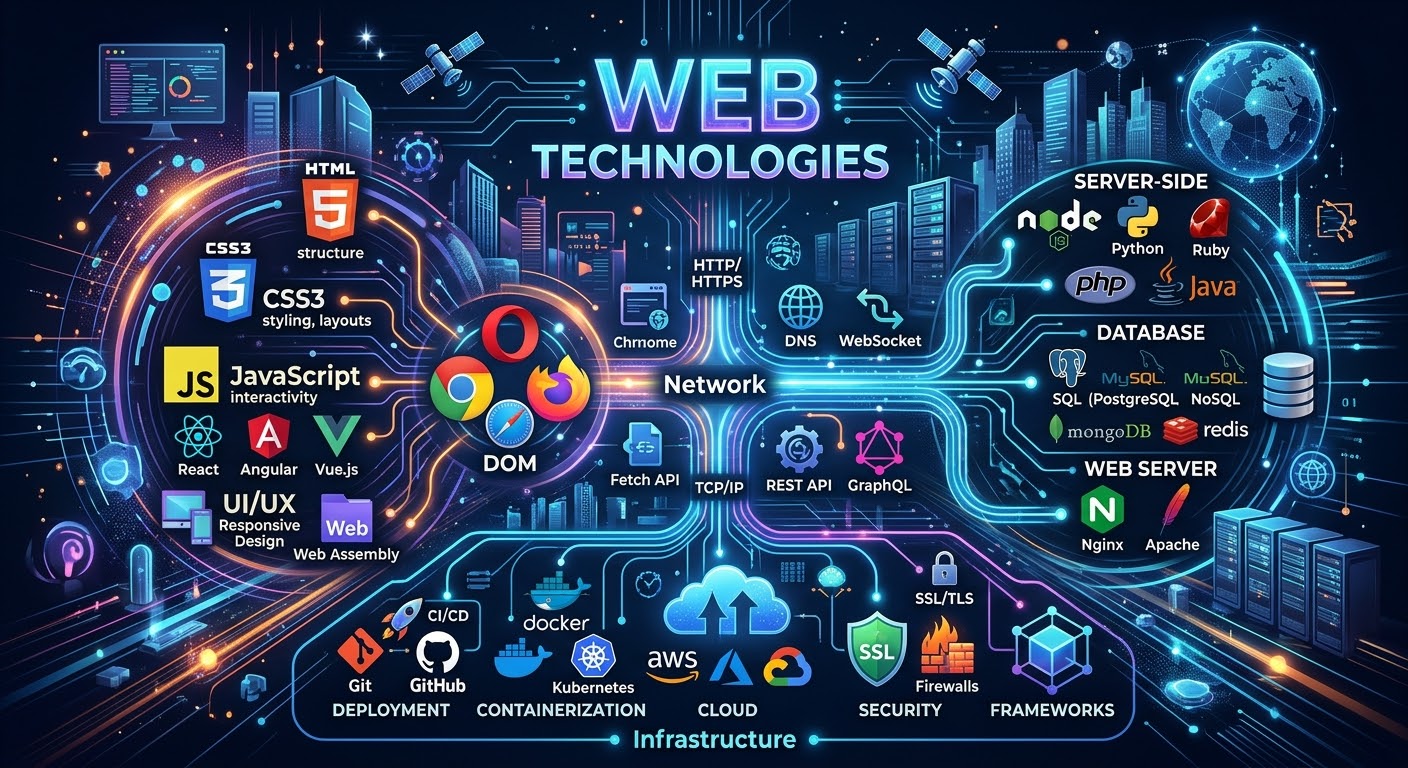 WEB
TECHNOLOGIES
HTML
5
structure
CSS3
3
CSS3
styling, layouts
JS
JavaScript
interactivity
React
A
Angular
Vue.js
UI/UX
Responsive
Design
Web
Web Assembly
DOM
HTTP/
HTTPS
Chrnome
DNS
WebSocket
Network
Fetch API
TCP/IP
REST API
GraphQL
SERVER-SIDE
node
JS
Python
Ruby
php
Java
DATABASE
MySQL.
MuSQL.
SQL (PostgreSQL
NoSQL
mongoDB
redis
WEB SERVER
N
Nginx
Apache
01
CI/CD
Git
GitHub
DEPLOYMENT
docker
Kubernetes
CONTAINERIZATION
aws
CLOUD
SSL/TLS
SSL
Firewalls
SECURITY
FRAMEWORKS
Infrastructure